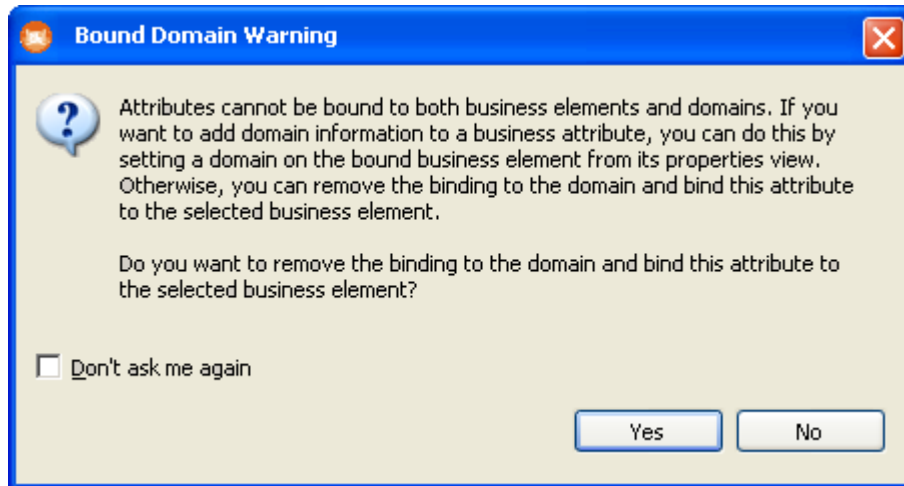 Bound Domain Warning
Attributes cannot be bound to both business elements and domains. If you
want to add domain information to a business attribute, you can do this by
setting a domain on the bound business element from its properties view.
Otherwise, you can remove the binding to the domain and bind this attribute
to the selected business element.
Do you want to remove the binding to the domain and bind this attribute to
the selected business element?
Don't ask me again
Yes
No